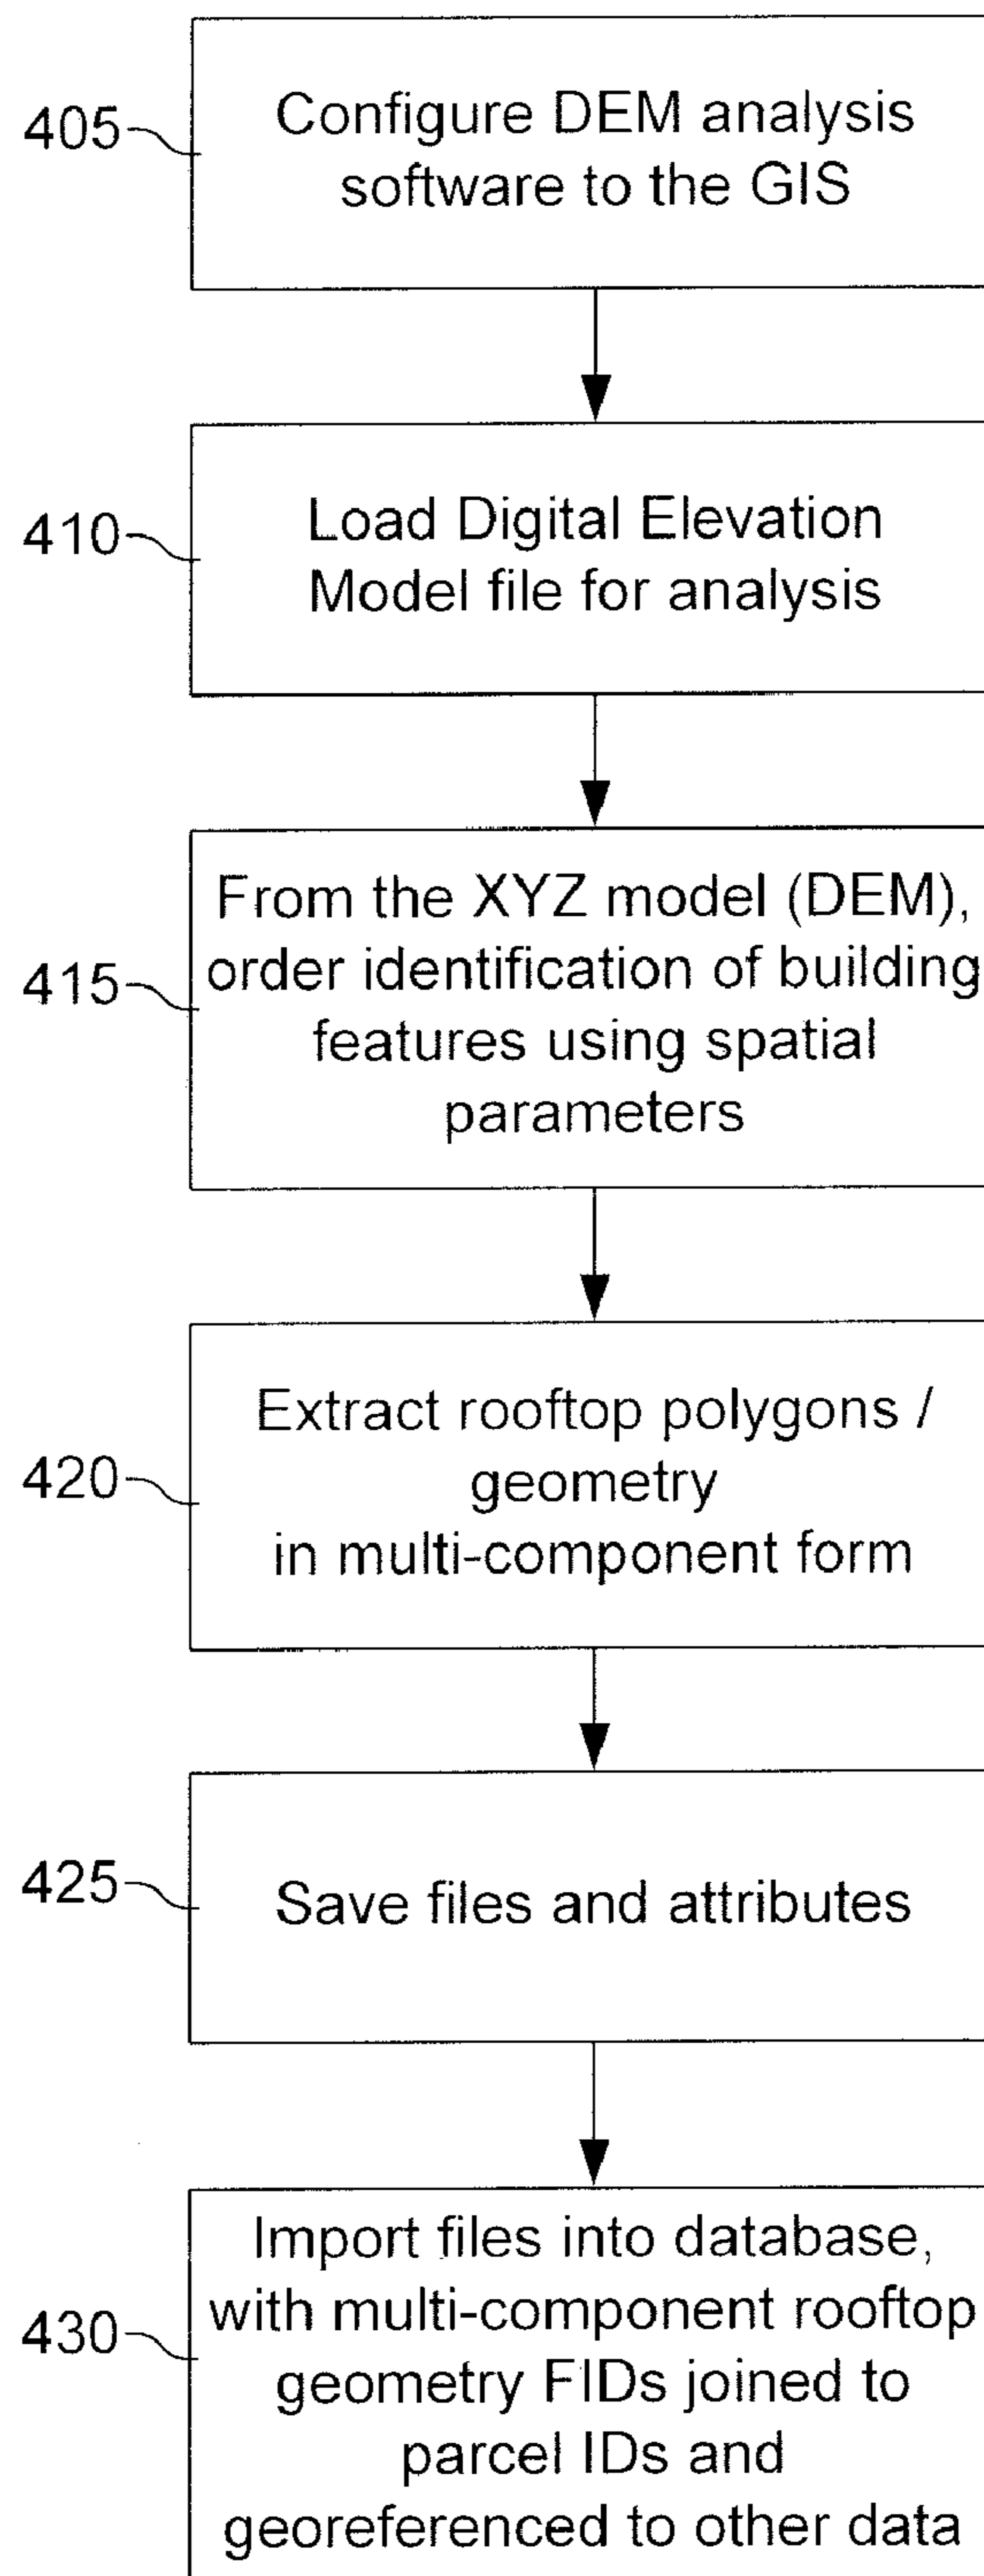 405
Configure DEM analysis
software to the GIS
410
Load Digital Elevation
Model file for analysis
415
From the XYZ model (DEM),
order identification of building
features using spatial
parameters
420
Extract rooftop polygons /
geometry
in multi-component form
425
Save files and attributes
430
Import files into database,
with multi-component rooftop
geometry FIDs joined to
parcel IDs and
georeferenced to other data